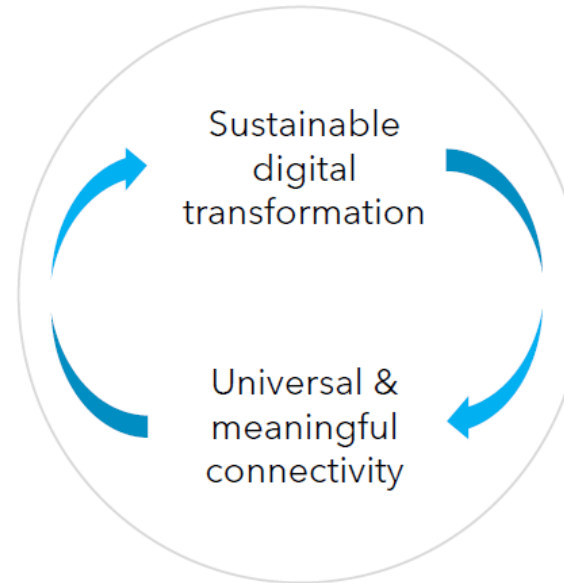 Sustainable
digital
transformation
Universal &
meaningful
connectivity